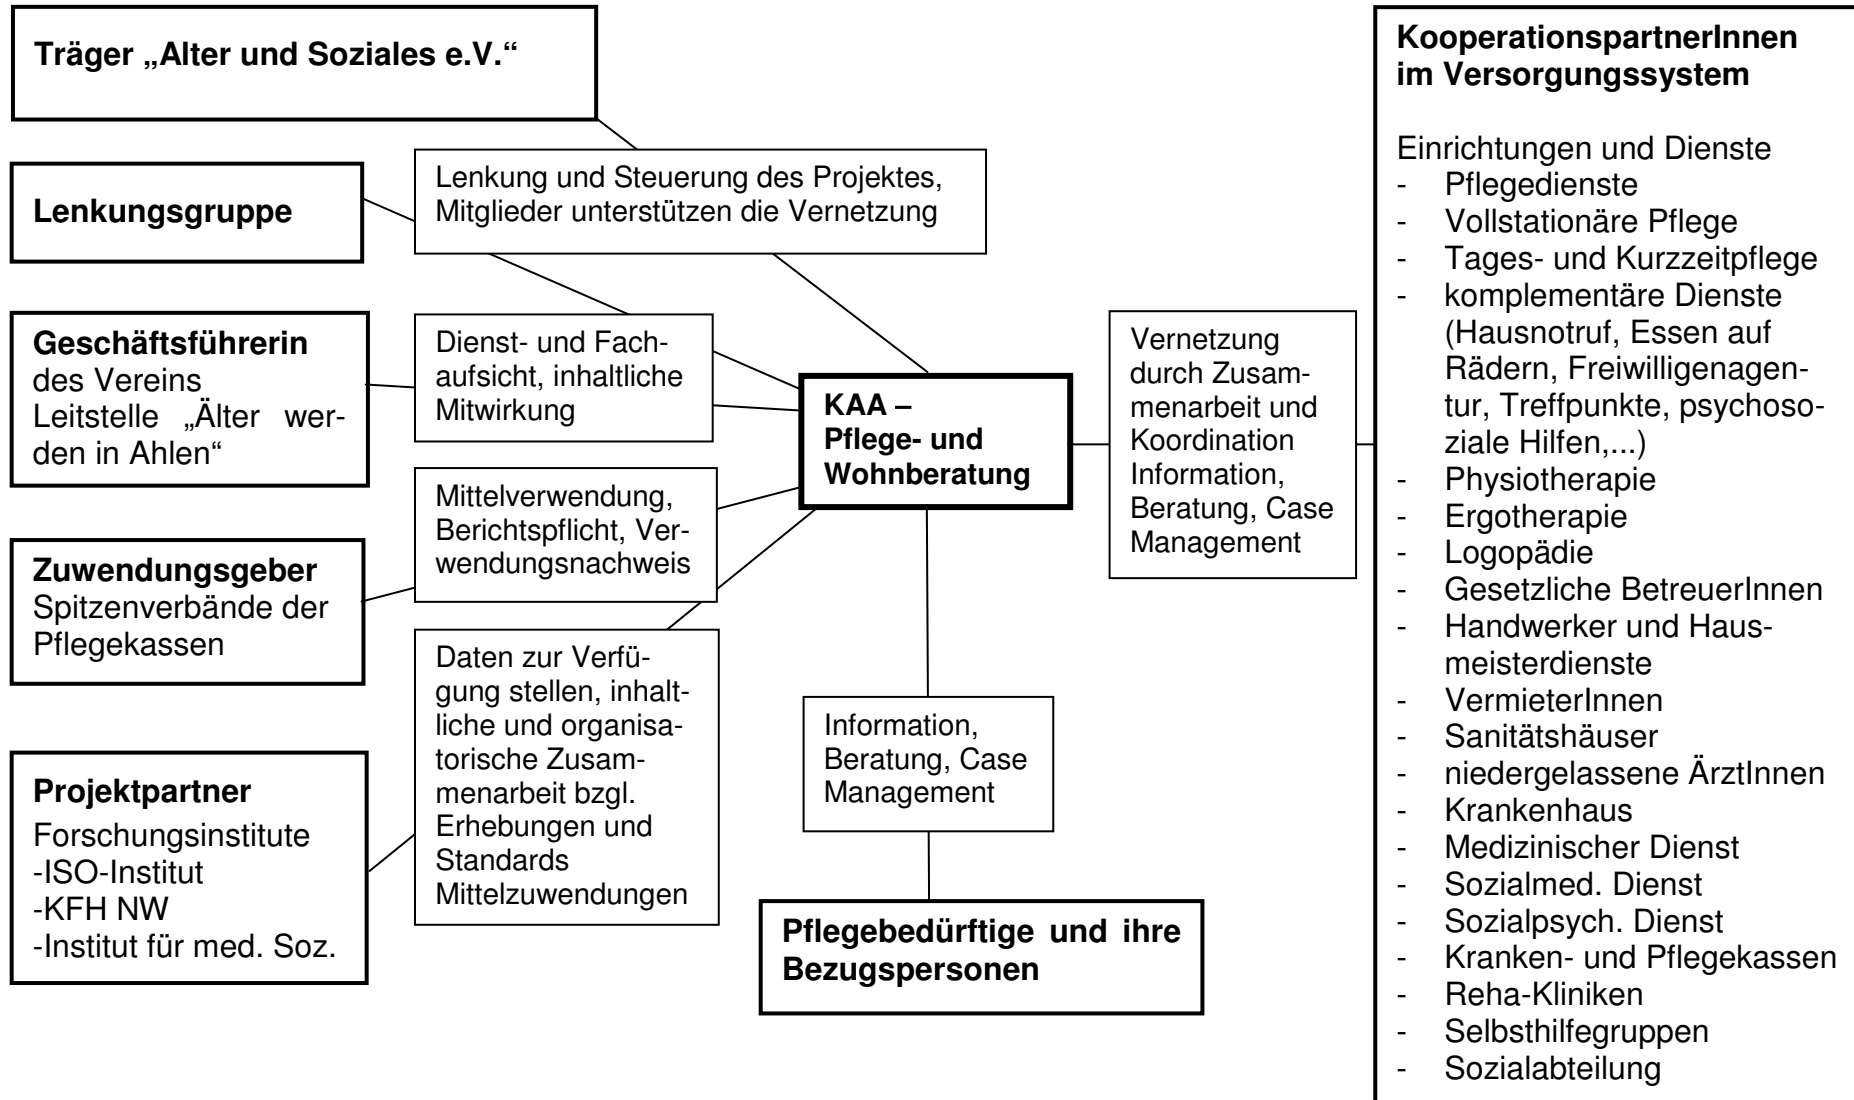 Träger „Alter und Soziales e.V.“
Lenkungsgruppe
Geschäftsführerin
des Vereins
Leitstelle „Älter wer-
den in Ahlen“
Zuwendungsgeber
Spitzenverbände der
Pflegekassen
Projektpartner
Forschungsinstitute
-ISO-Institut
-KFH NW
-Institut für med. Soz.
Lenkung und Steuerung des Projektes,
Mitglieder unterstützen die Vernetzung
Dienst- und Fach-
aufsicht, inhaltliche
Mitwirkung
Mittelverwendung,
Berichtspflicht, Ver-
wendungsnachweis
Daten zur Verfü-
gung stellen, inhalt-
liche und organisa-
torische Zusam-
menarbeit bzgl.
Erhebungen und
Standards
Mittelzuwendungen
KAA –
Pflege- und
Wohnberatung
Information,
Beratung, Case
Management
Pflegebedürftige und ihre
Bezugspersonen
Vernetzung
durch Zusam-
menarbeit und
Koordination
Information,
Beratung, Case
Management
KooperationspartnerInnen
im Versorgungssystem
Einrichtungen und Dienste
- Pflegedienste
- Vollstationäre Pflege
- Tages- und Kurzzeitpflege
- komplementäre Dienste
(Hausnotruf, Essen auf
Rädern, Freiwilligenagen-
tur, Treffpunkte, psychoso-
ziale Hilfen,...)
- Physiotherapie
- Ergotherapie
- Logopädie
- Gesetzliche BetreuerInnen
- Handwerker und Haus-
meisterdienste
- VermieterInnen
- Sanitätshäuser
- niedergelassene ÄrztInnen
- Krankenhaus
- Medizinischer Dienst
- Sozialmed. Dienst
- Sozialpsych. Dienst
- Kranken- und Pflegekassen
- Reha-Kliniken
- Selbsthilfegruppen
- Sozialabteilung